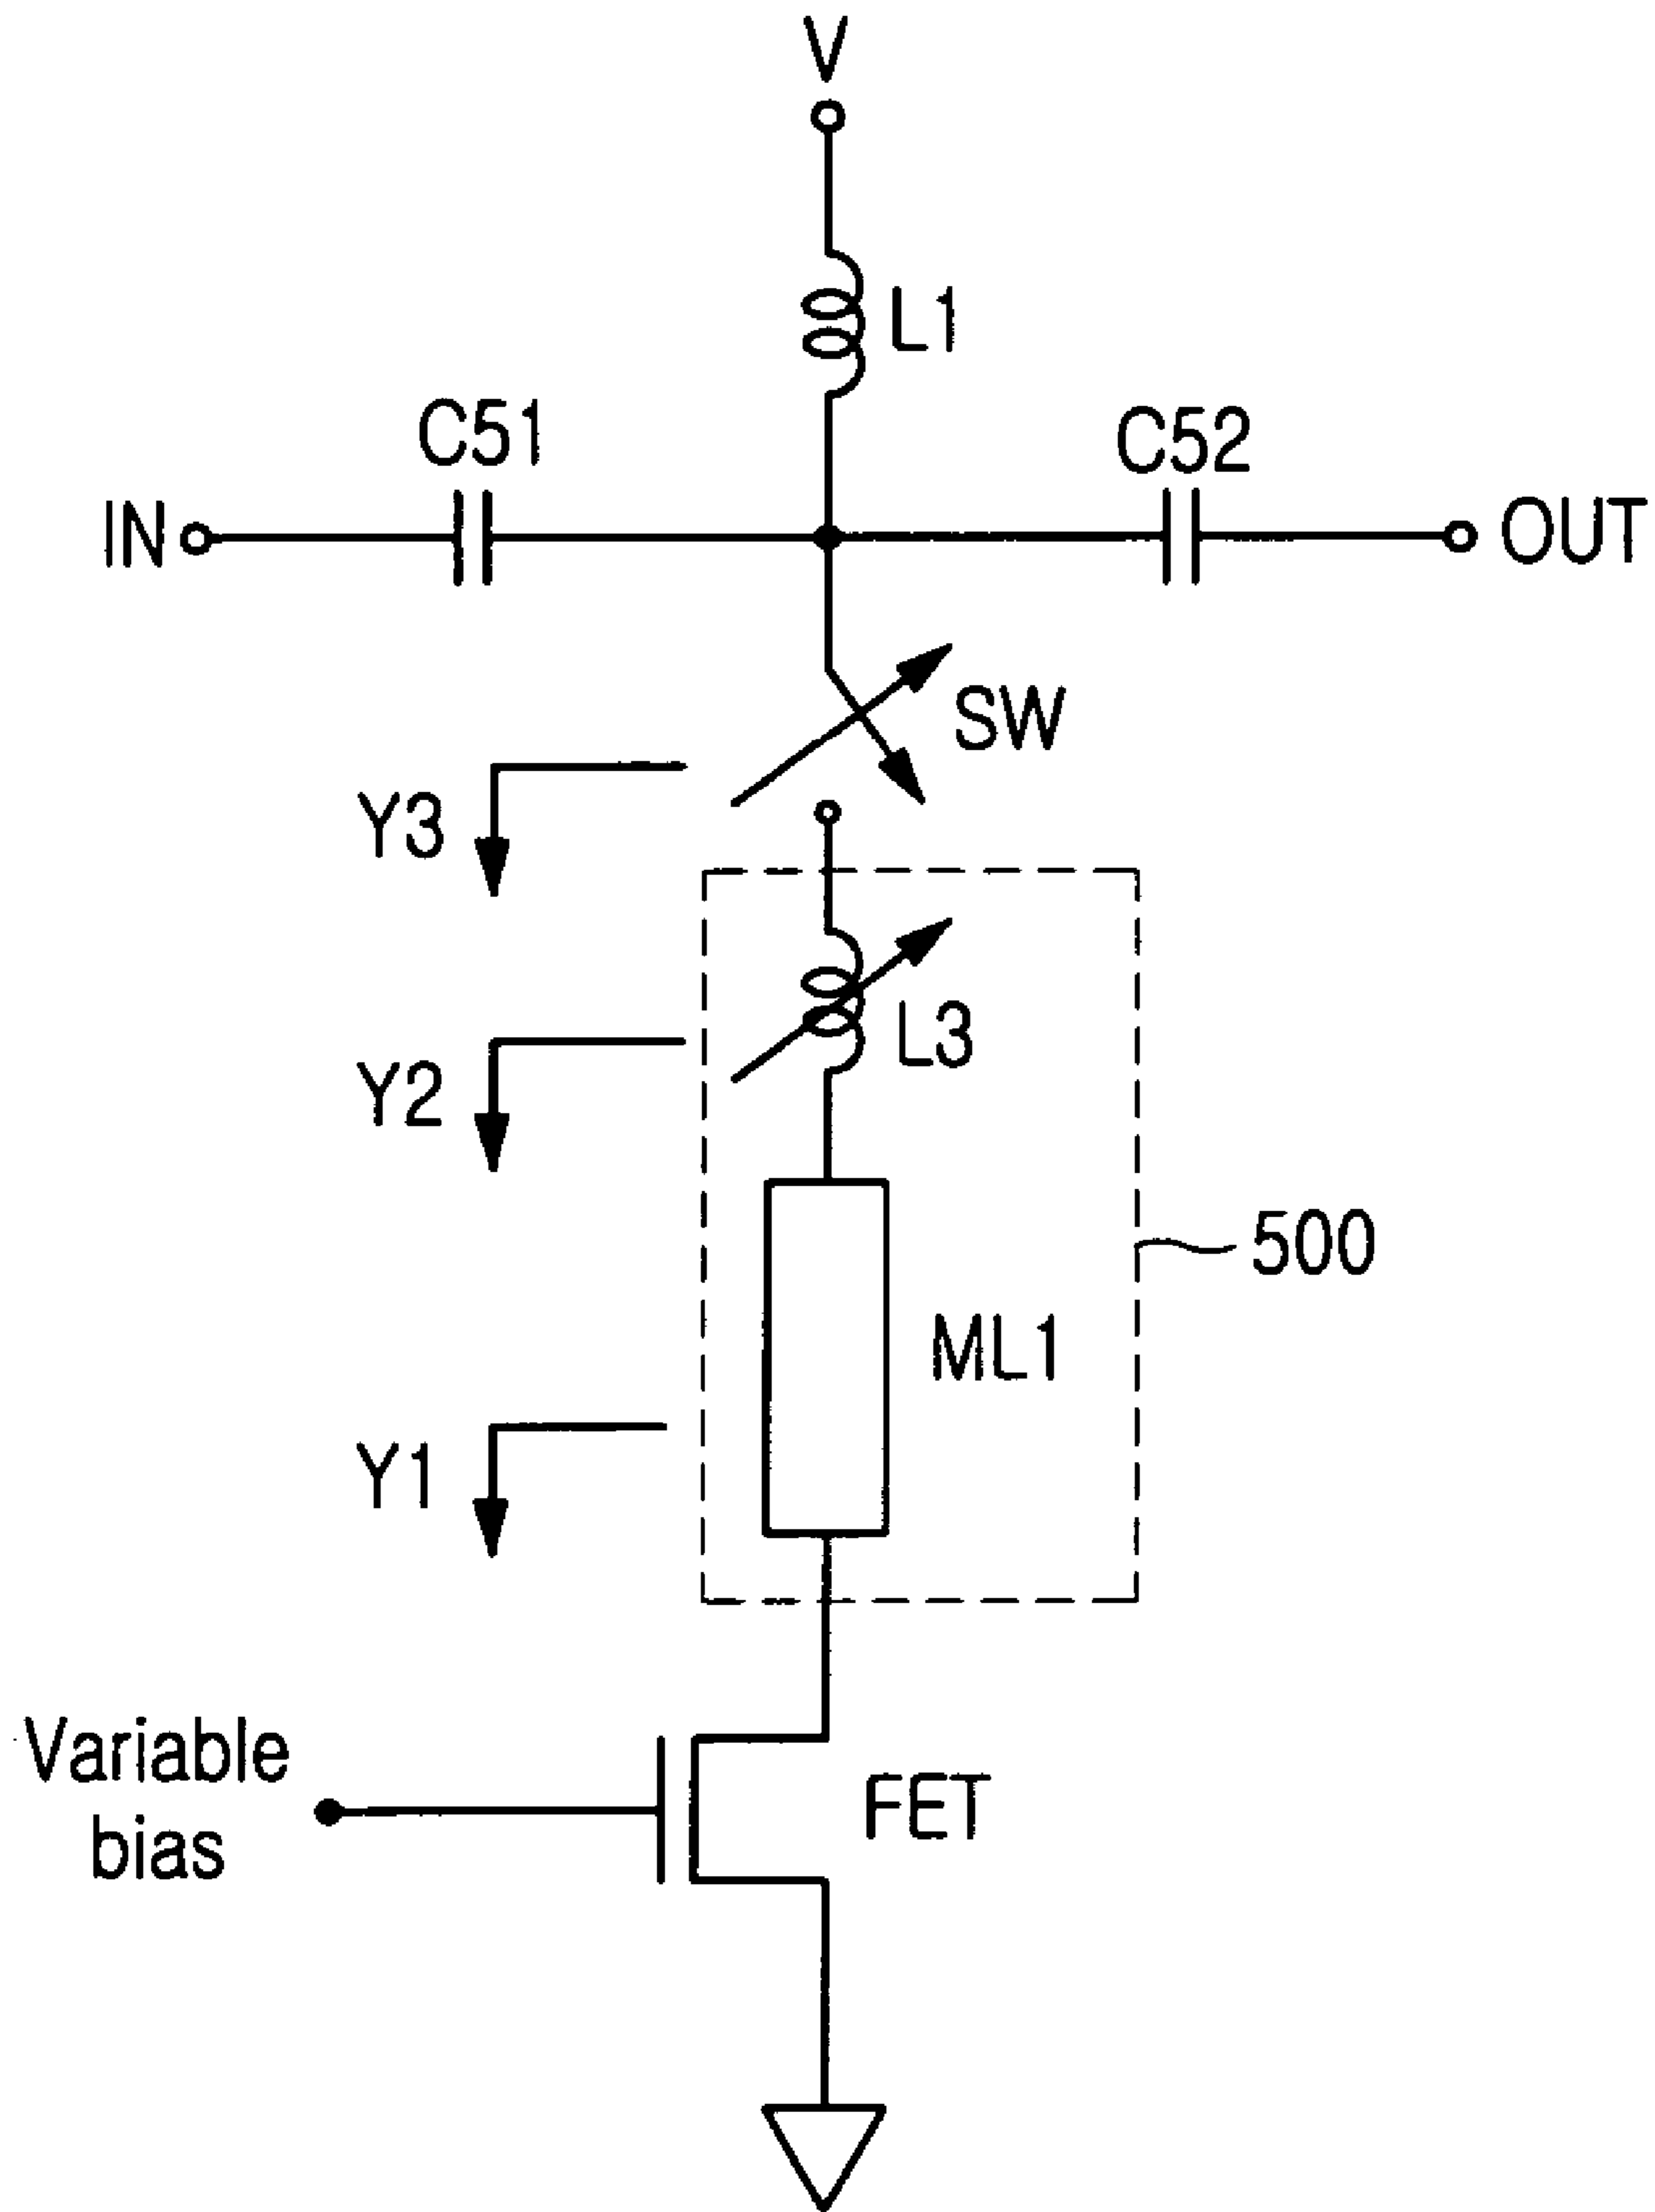 V
L1
C51
C52
IN
OUT
SW
Y3
Y2
L3
500
ML1
Y1
Variable
bias
FET